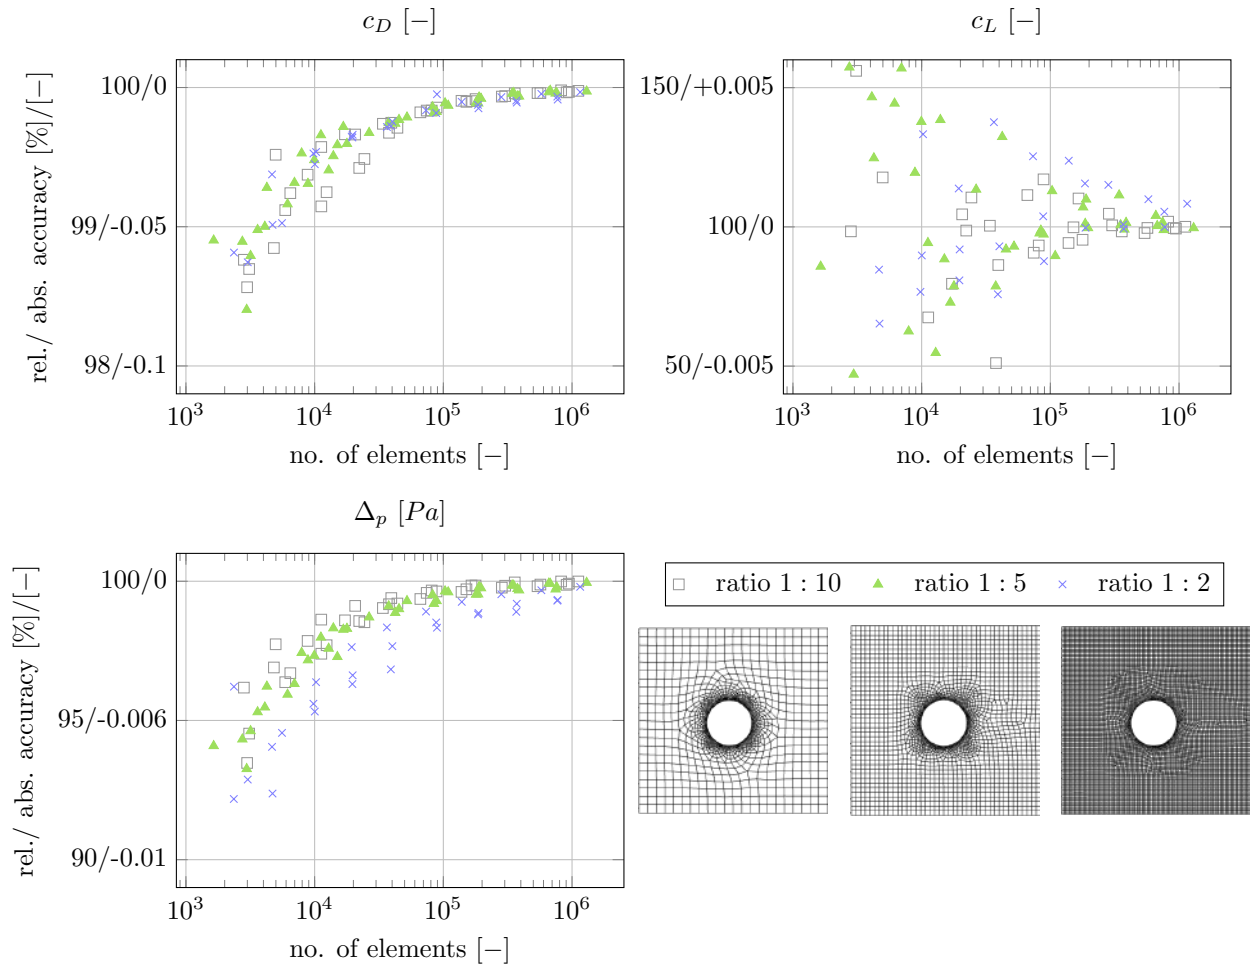 c_D [−]
rel./ abs. accuracy [%]/[−]
100/0
99/-0.05
98/-0.1
10^3 10^4 10^5 10^6
no. of elements [−]
c_L [−]
150/+0.005
100/0
50/-0.005
10^3 10^4 10^5 10^6
no. of elements [−]
Δ_p [Pa]
rel./ abs. accuracy [%]/[−]
100/0
95/-0.006
90/-0.01
10^3 10^4 10^5 10^6
no. of elements [−]
ratio 1 : 10 ratio 1 : 5 ratio 1 : 2